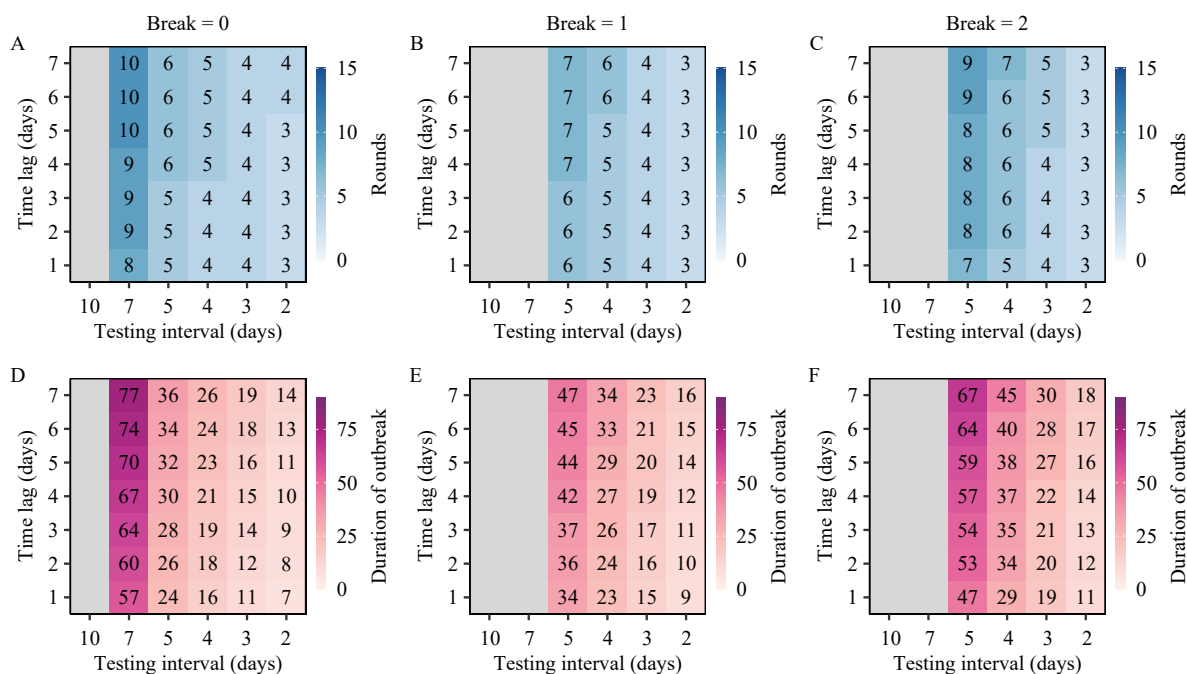 Break = 0
Break = 1
Break = 2
A
Time lag (days)
7 10 6 5 4 4
6 10 6 5 4 4
5 10 6 5 4 3
4 9 6 5 4 3
3 9 5 4 4 3
2 9 5 4 4 3
1 8 5 4 4 3
10 7 5 4 3 2
Testing interval (days)
15
10
5
0
Rounds
B
Time lag (days)
7 7 6 4 3
6 7 6 4 3
5 7 5 4 3
4 7 5 4 3
3 6 5 4 3
2 6 5 4 3
1 6 5 4 3
10 7 5 4 3 2
Testing interval (days)
15
10
5
0
Rounds
C
Time lag (days)
7 9 7 5 3
6 9 6 5 3
5 8 6 5 3
4 8 6 4 3
3 8 6 4 3
2 8 6 4 3
1 7 5 4 3
10 7 5 4 3 2
Testing interval (days)
15
10
5
0
Rounds
D
Time lag (days)
7 77 36 26 19 14
6 74 34 24 18 13
5 70 32 23 16 11
4 67 30 21 15 10
3 64 28 19 14 9
2 60 26 18 12 8
1 57 24 16 11 7
10 7 5 4 3 2
Testing interval (days)
75
50
25
0
Duration of outbreak
E
Time lag (days)
7 47 34 23 16
6 45 33 21 15
5 44 29 20 14
4 42 27 19 12
3 37 26 17 11
2 36 24 16 10
1 34 23 15 9
10 7 5 4 3 2
Testing interval (days)
75
50
25
0
Duration of outbreak
F
Time lag (days)
7 67 45 30 18
6 64 40 28 17
5 59 38 27 16
4 57 37 22 14
3 54 35 21 13
2 53 34 20 12
1 47 29 19 11
10 7 5 4 3 2
Testing interval (days)
75
50
25
0
Duration of outbreak